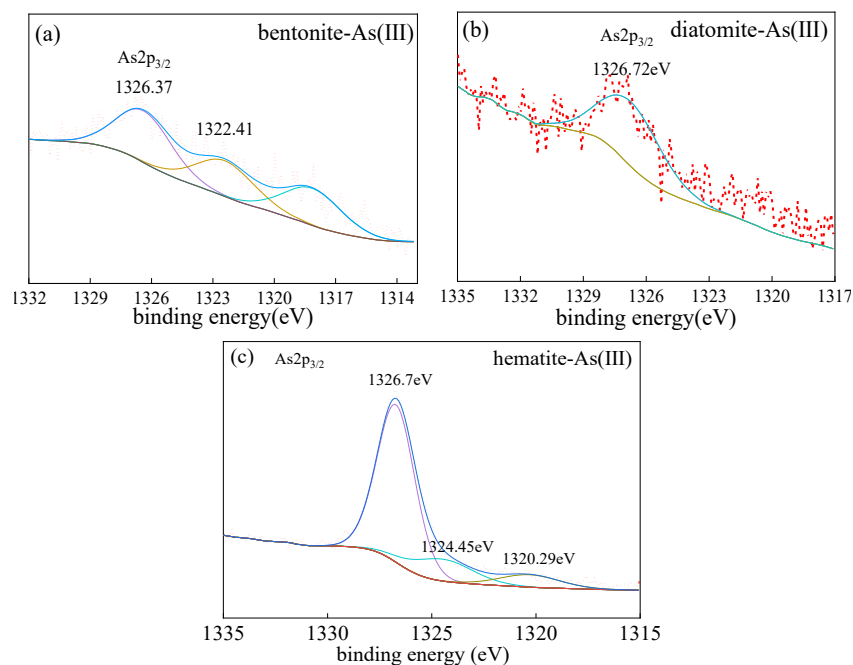 (a)
bentonite-As(III)
As2p3/2
1326.37
1322.41
1332 1329 1326 1323 1320 1317 1314
binding energy(eV)
(b)
diatomite-As(III)
As2p3/2
1326.72eV
1335 1332 1329 1326 1323 1320 1317
binding energy(eV)
(c)
As2p3/2
hematite-As(III)
1326.7eV
1324.45eV
1320.29eV
1335 1330 1325 1320 1315
binding energy (eV)